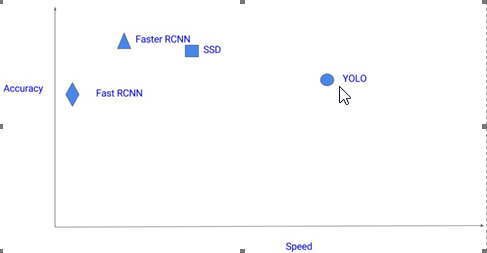 Faster RCNN
SSD
YOLO
Accuracy
Fast RCNN
Speed